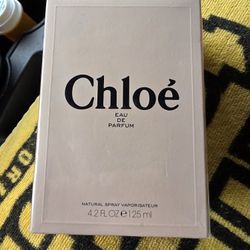 Chloé
EAU
DE
PARFUM
NATURAL SPRAY VAPORISATEUR
4.2 FL.OZ e 125 ml